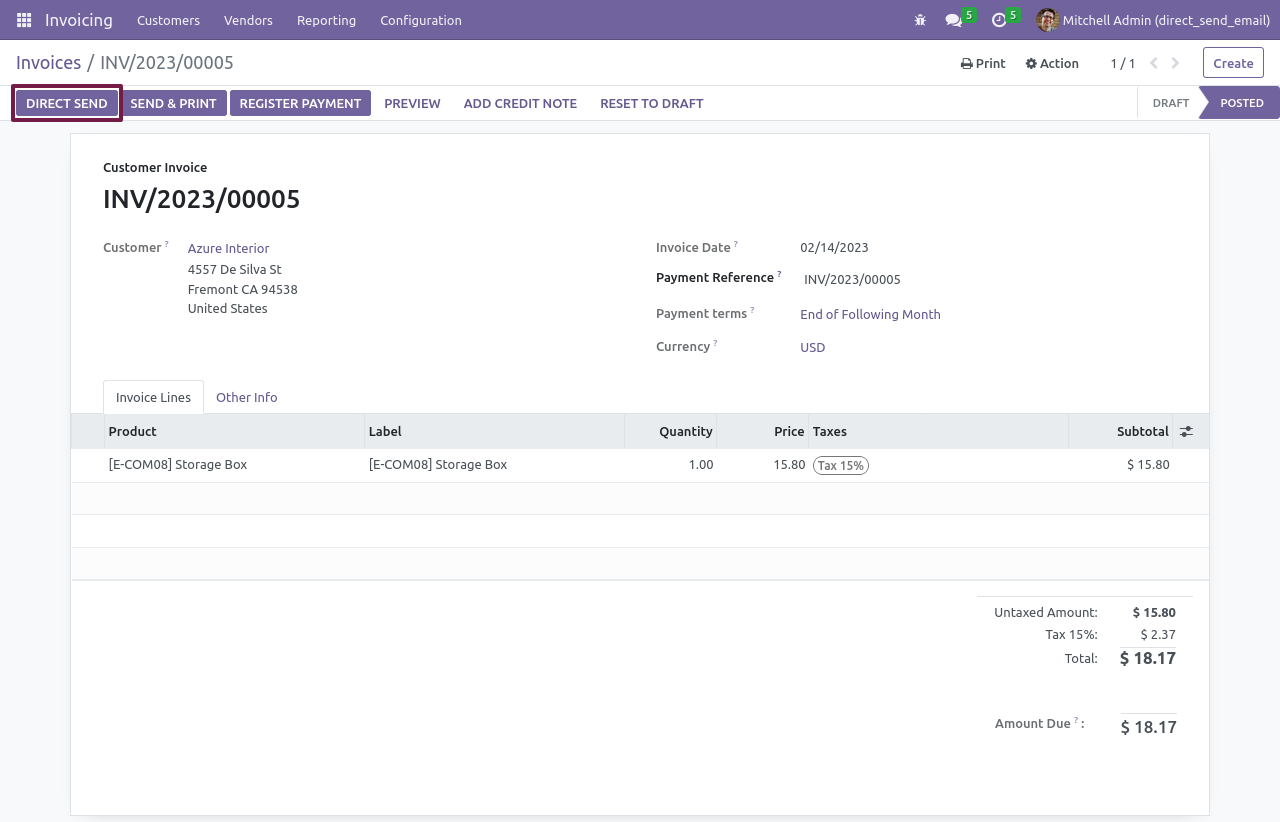 Invoicing Customers Vendors Reporting Configuration 5 5 Mitchell Admin (direct_send_email)
Invoices / INV/2023/00005 Print Action 1 / 1 Create
DIRECT SEND SEND & PRINT REGISTER PAYMENT PREVIEW ADD CREDIT NOTE RESET TO DRAFT DRAFT POSTED
Customer Invoice
INV/2023/00005
Customer ? Azure Interior Invoice Date ? 02/14/2023
4557 De Silva St
Fremont CA 94538
United States
Payment Reference ? INV/2023/00005
Payment terms ? End of Following Month
Currency ? USD
Invoice Lines Other Info
Product Label Quantity Price Taxes Subtotal
[E-COM08] Storage Box [E-COM08] Storage Box 1.00 15.80 Tax 15% $ 15.80
Untaxed Amount: $ 15.80
Tax 15%: $ 2.37
Total: $ 18.17
Amount Due ? : $ 18.17